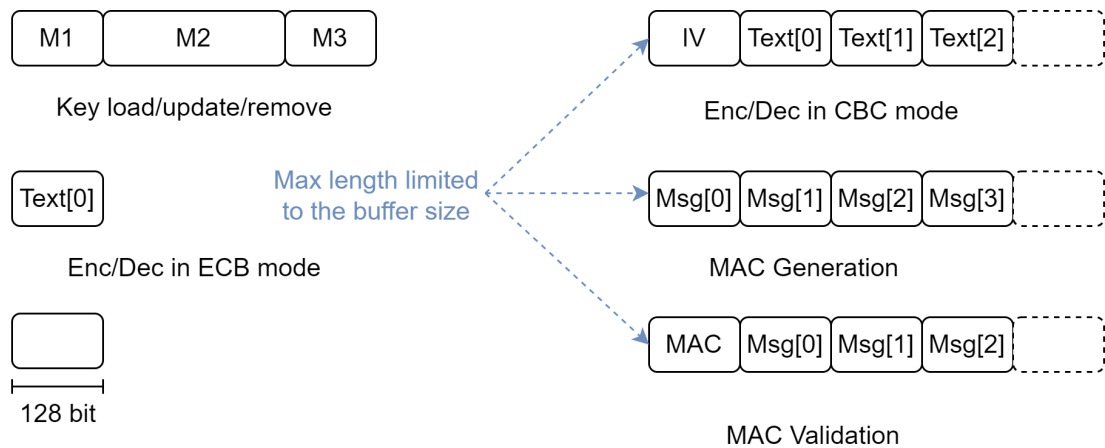 M1 M2 M3
Key load/update/remove
Text[0]
Enc/Dec in ECB mode
128 bit
Max length limited
to the buffer size
IV Text[0] Text[1] Text[2]
Enc/Dec in CBC mode
Msg[0] Msg[1] Msg[2] Msg[3]
MAC Generation
MAC Msg[0] Msg[1] Msg[2]
MAC Validation